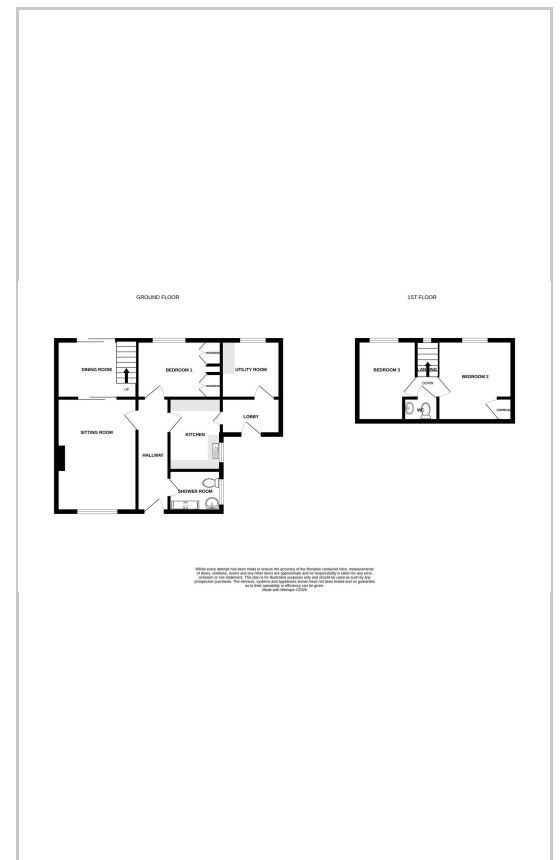 GROUND FLOOR
DINING ROOM
UP
BEDROOM 1
UTILITY ROOM
SITTING ROOM
HALLWAY
KITCHEN
LOBBY
SHOWER ROOM
1ST FLOOR
BEDROOM 3
LANDING
DOWN
BEDROOM 2
WC
CUPBOARD
Whilst every attempt has been made to ensure the accuracy of the floorplan contained here, measurements
of doors, windows, rooms and any other items are approximate and no responsibility is taken for any error,
omission or mis-statement. This plan is for illustrative purposes only and should be used as such by any
prospective purchaser. The services, systems and appliances shown have not been tested and no guarantee
as to their operability or efficiency can be given.
Made with Metropix ©2026